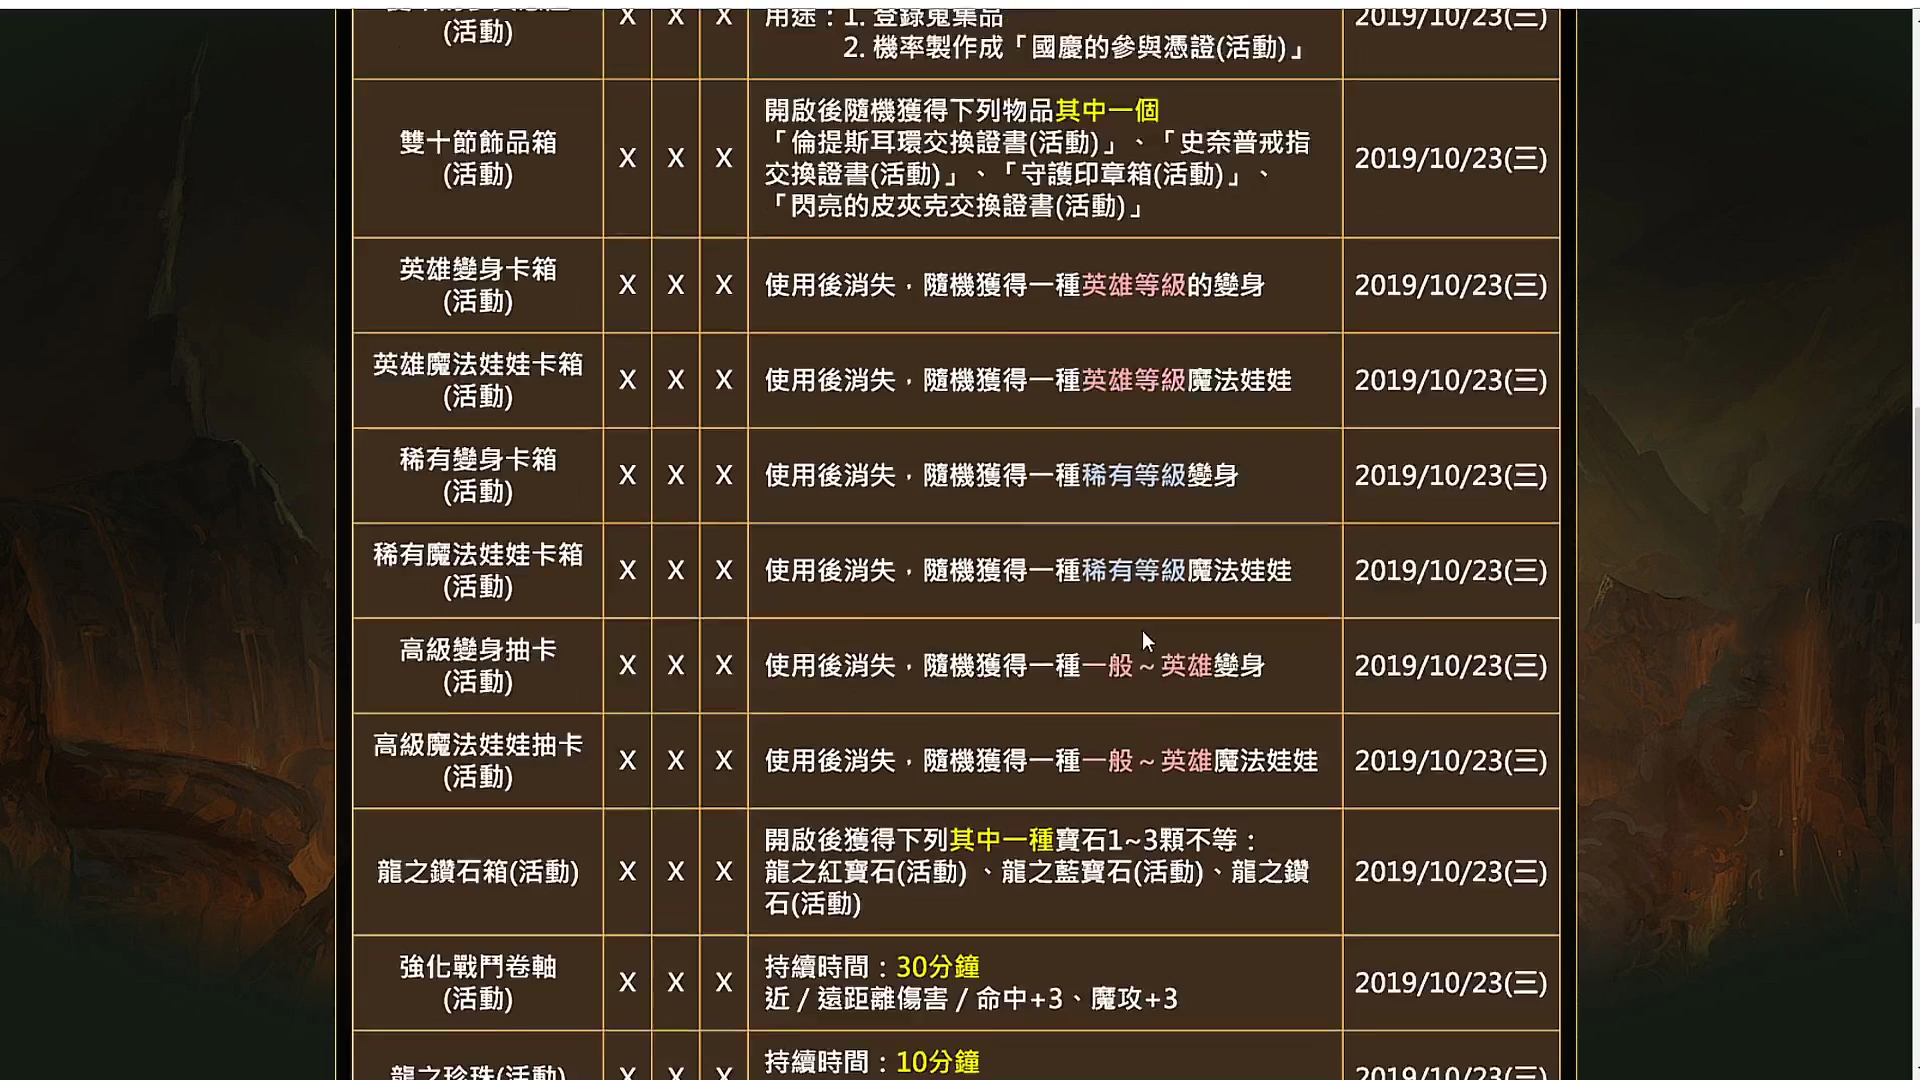 (活動)
X X X
用途：1. 登錄蒐集品
2. 機率製作成「國慶的參與憑證(活動)」
2019/10/23(三)
雙十節飾品箱
(活動)
X X X
開啟後隨機獲得下列物品其中一個
「倫提斯耳環交換證書(活動)」、「史奈普戒指
交換證書(活動)」、「守護印章箱(活動)」、
「閃亮的皮夾克交換證書(活動)」
2019/10/23(三)
英雄變身卡箱
(活動)
X X X
使用後消失，隨機獲得一種英雄等級的變身
2019/10/23(三)
英雄魔法娃娃卡箱
(活動)
X X X
使用後消失，隨機獲得一種英雄等級魔法娃娃
2019/10/23(三)
稀有變身卡箱
(活動)
X X X
使用後消失，隨機獲得一種稀有等級變身
2019/10/23(三)
稀有魔法娃娃卡箱
(活動)
X X X
使用後消失，隨機獲得一種稀有等級魔法娃娃
2019/10/23(三)
高級變身抽卡
(活動)
X X X
使用後消失，隨機獲得一種一般～英雄變身
2019/10/23(三)
高級魔法娃娃抽卡
(活動)
X X X
使用後消失，隨機獲得一種一般～英雄魔法娃娃
2019/10/23(三)
龍之鑽石箱(活動)
X X X
開啟後獲得下列其中一種寶石1~3顆不等：
龍之紅寶石(活動) 、龍之藍寶石(活動)、龍之鑽
石(活動)
2019/10/23(三)
強化戰鬥卷軸
(活動)
X X X
持續時間：30分鐘
近 / 遠距離傷害 / 命中+3、魔攻+3
2019/10/23(三)
龍之珍珠(活動)
X X X
持續時間：10分鐘
2019/10/23(三)